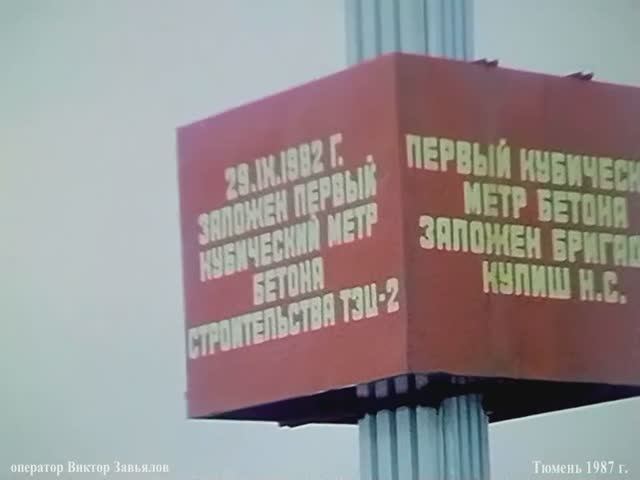 29.IX.1982 Г.
ЗАЛОЖЕН ПЕРВЫЙ
КУБИЧЕСКИЙ МЕТР
БЕТОНА
СТРОИТЕЛЬСТВА ТЭЦ-2
ПЕРВЫЙ КУБИЧЕСК
МЕТР БЕТОНА
ЗАЛОЖЕН БРИГАД
КУЛИШ Н.С.
оператор Виктор Завьялов
Тюмень 1987 г.